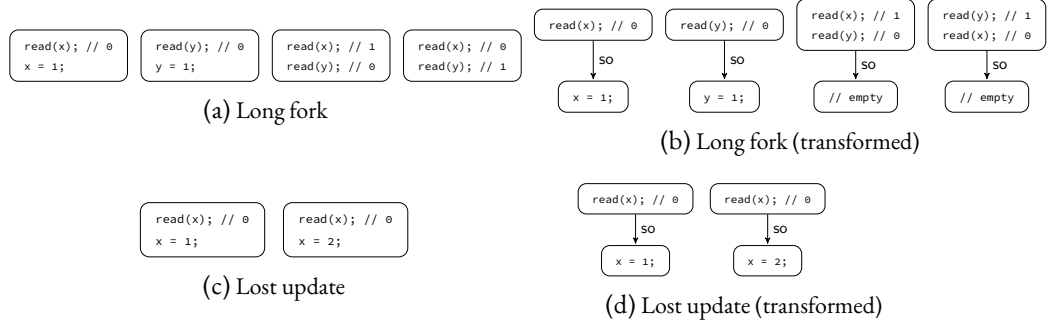 read(x); // 0
x = 1;
read(y); // 0
y = 1;
read(x); // 1
read(y); // 0
read(x); // 0
read(y); // 1
(a) Long fork
read(x); // 0
so
x = 1;
read(y); // 0
so
y = 1;
read(x); // 1
read(y); // 0
so
// empty
read(y); // 1
read(x); // 0
so
// empty
(b) Long fork (transformed)
read(x); // 0
x = 1;
read(x); // 0
x = 2;
(c) Lost update
read(x); // 0
so
x = 1;
read(x); // 0
so
x = 2;
(d) Lost update (transformed)